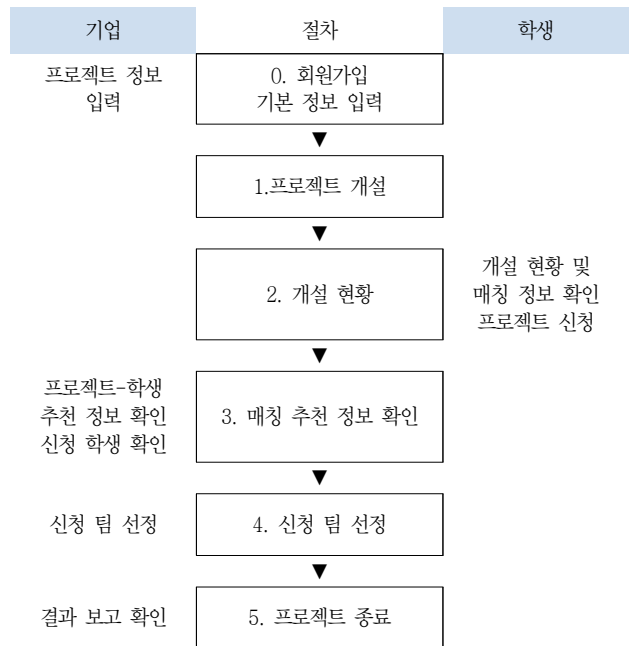 기업 절차 학생
프로젝트 정보
입력
0. 회원가입
기본 정보 입력
▼
1.프로젝트 개설
▼
2. 개설 현황
개설 현황 및
매칭 정보 확인
프로젝트 신청
▼
프로젝트-학생
추천 정보 확인
신청 학생 확인
3. 매칭 추천 정보 확인
▼
신청 팀 선정
4. 신청 팀 선정
▼
결과 보고 확인
5. 프로젝트 종료